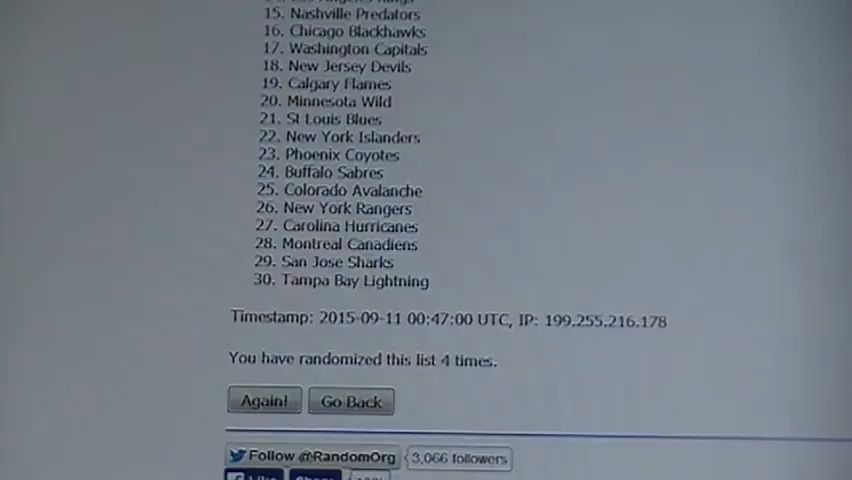 15. Nashville Predators
16. Chicago Blackhawks
17. Washington Capitals
18. New Jersey Devils
19. Calgary Flames
20. Minnesota Wild
21. St Louis Blues
22. New York Islanders
23. Phoenix Coyotes
24. Buffalo Sabres
25. Colorado Avalanche
26. New York Rangers
27. Carolina Hurricanes
28. Montreal Canadiens
29. San Jose Sharks
30. Tampa Bay Lightning
Timestamp: 2015-09-11 00:47:00 UTC, IP: 199.255.216.178
You have randomized this list 4 times.
Again! Go Back
Follow @RandomOrg 3,066 followers
Like Share